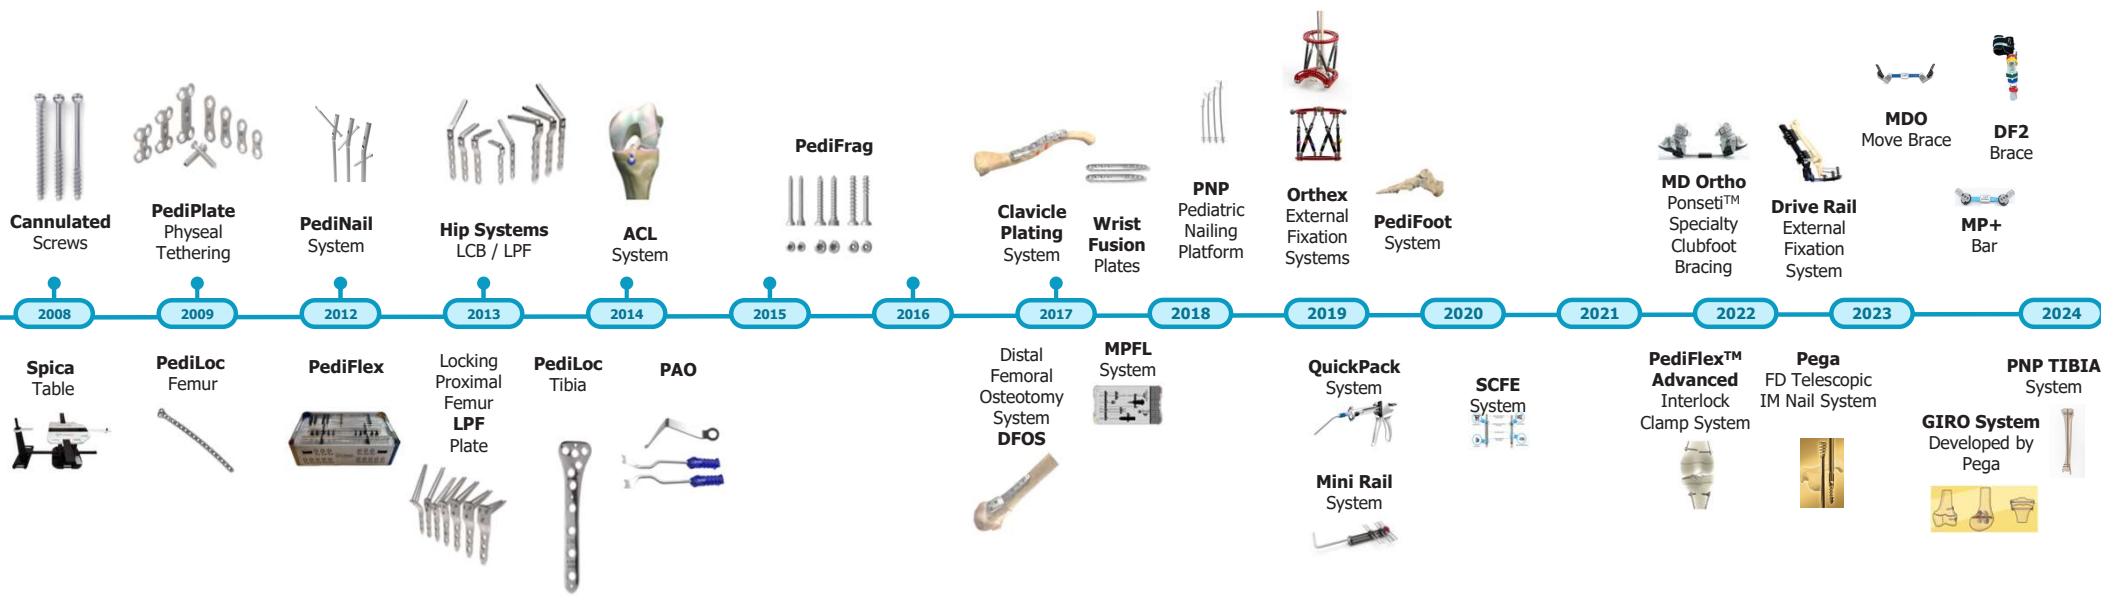 Cannulated
Screws
PediPlate
Physeal
Tethering
PediNail
System
Hip Systems
LCB / LPF
ACL
System
PediFrag
Clavicle
Plating
System
Wrist
Fusion
Plates
PNP
Pediatric
Nailing
Platform
Orthex
External
Fixation
Systems
PediFoot
System
MD Ortho
Ponseti™
Specialty
Clubfoot
Bracing
Drive Rail
External
Fixation
System
MDO
Move Brace
DF2
Brace
MP+
Bar
2008
2009
2012
2013
2014
2015
2016
2017
2018
2019
2020
2021
2022
2023
2024
Spica
Table
PediLoc
Femur
PediFlex
Locking
Proximal
Femur
LPF
Plate
PediLoc
Tibia
PAO
Distal
Femoral
Osteotomy
System
DFOS
MPFL
System
QuickPack
System
Mini Rail
System
SCFE
System
PediFlex™
Advanced
Interlock
Clamp System
Pega
FD Telescopic
IM Nail System
GIRO System
Developed by
Pega
PNP TIBIA
System